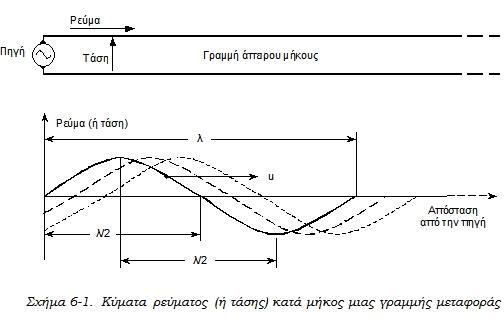 Ρεύμα
Πηγή
Τάση
Γραμμή άπειρου μήκους
Ρεύμα (ή τάση)
λ
u
Απόσταση
από την πηγή
λ/2
λ/2
Σχήμα 6-1. Κύματα ρεύματος (ή τάσης) κατά μήκος μιας γραμμής μεταφοράς